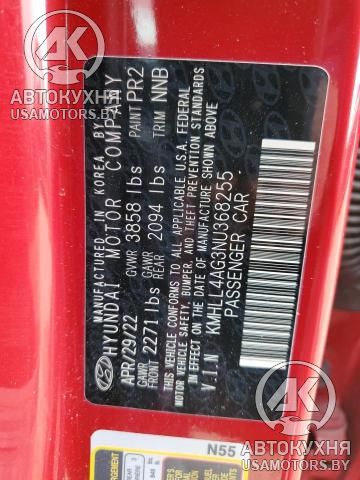 MANUFACTURED IN KOREA BY
HYUNDAI MOTOR COMPANY
APR/29/22 GVWR 3858 lbs PAINT PR2
GAWR FRONT 2271 lbs GAWR REAR 2094 lbs TRIM NNB
THIS VEHICLE CONFORMS TO ALL APPLICABLE U.S.A. FEDERAL
MOTOR VEHICLE SAFETY, BUMPER, AND THEFT PREVENTION STANDARDS
IN EFFECT ON THE DATE OF MANUFACTURE SHOWN ABOVE
V.I.N KMHLL4AG3NU368255
PASSENGER CAR
N55
АВТОКУХНЯ
USAMOTORS.BY
АВТОКУХНЯ
USAMOTORS.BY